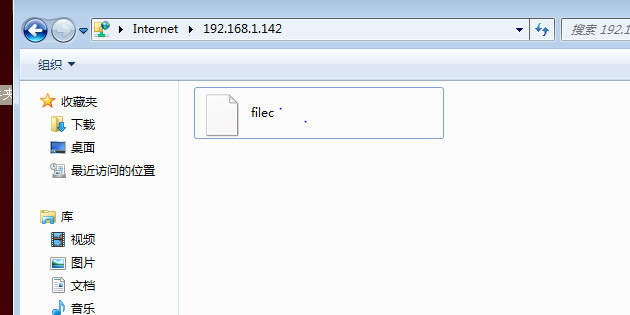 Internet 192.168.1.142
搜索 192.1
组织
收藏夹
下载
桌面
最近访问的位置
库
视频
图片
文档
音乐
filec